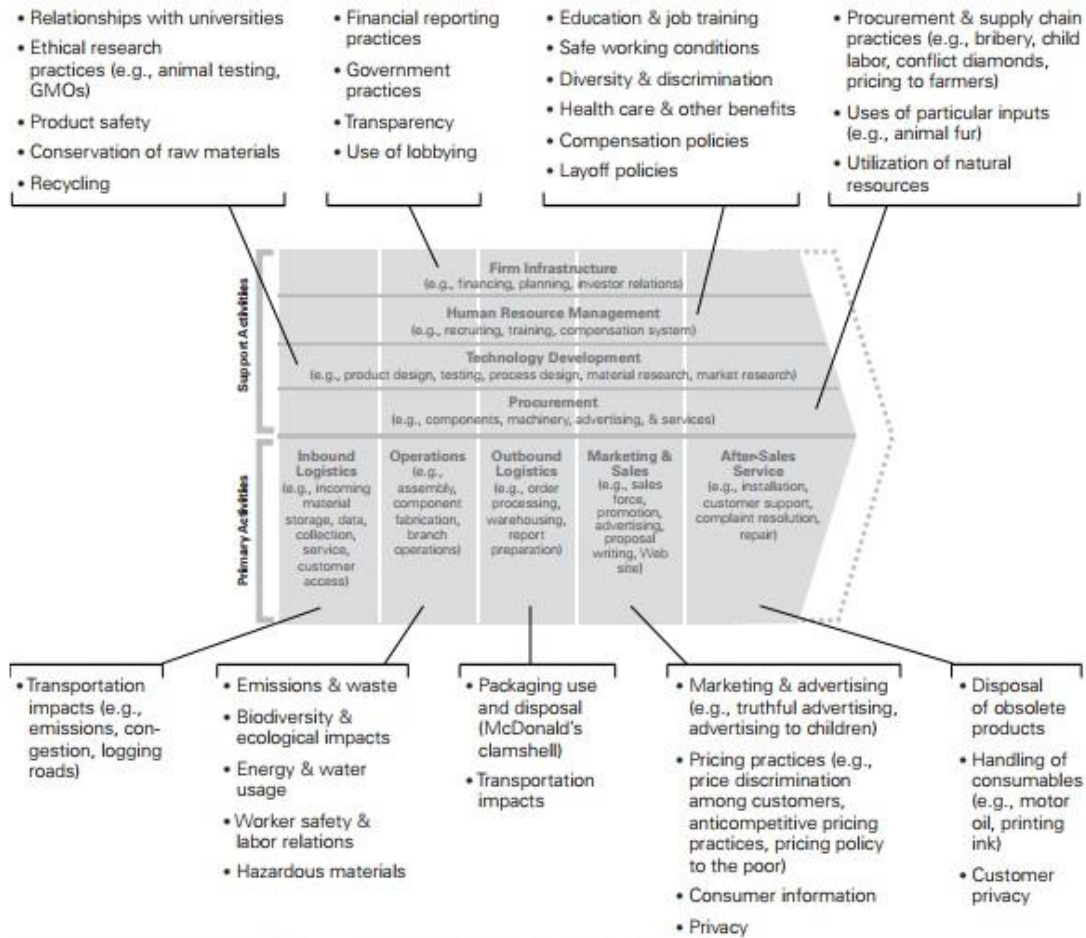 • Relationships with universities
• Ethical research
practices (e.g., animal testing,
GMOs)
• Product safety
• Conservation of raw materials
• Recycling
• Financial reporting
practices
• Government
practices
• Transparency
• Use of lobbying
• Education & job training
• Safe working conditions
• Diversity & discrimination
• Health care & other benefits
• Compensation policies
• Layoff policies
• Procurement & supply chain
practices (e.g., bribery, child
labor, conflict diamonds,
pricing to farmers)
• Uses of particular inputs
(e.g., animal fur)
• Utilization of natural
resources
Support Activities
Firm Infrastructure
(e.g., financing, planning, investor relations)
Human Resource Management
(e.g., recruiting, training, compensation system)
Technology Development
(e.g., product design, testing, process design, material research, market research)
Procurement
(e.g., components, machinery, advertising, & services)
Primary Activities
Inbound
Logistics
(e.g., incoming
material
storage, data,
collection,
service,
customer
access)
Operations
(e.g.,
assembly,
component
fabrication,
branch
operations)
Outbound
Logistics
(e.g., order
processing,
warehousing,
report
preparation)
Marketing &
Sales
(e.g., sales
force,
promotion,
advertising,
proposal
writing, Web
site)
After-Sales
Service
(e.g., installation,
customer support,
complaint resolution,
repair)
• Transportation
impacts (e.g.,
emissions, con-
gestion, logging
roads)
• Emissions & waste
• Biodiversity &
ecological impacts
• Energy & water
usage
• Worker safety &
labor relations
• Hazardous materials
• Packaging use
and disposal
(McDonald's
clamshell)
• Transportation
impacts
• Marketing & advertising
(e.g., truthful advertising,
advertising to children)
• Pricing practices (e.g.,
price discrimination
among customers,
anticompetitive pricing
practices, pricing policy
to the poor)
• Consumer information
• Privacy
• Disposal
of obsolete
products
• Handling of
consumables
(e.g., motor
oil, printing
ink)
• Customer
privacy